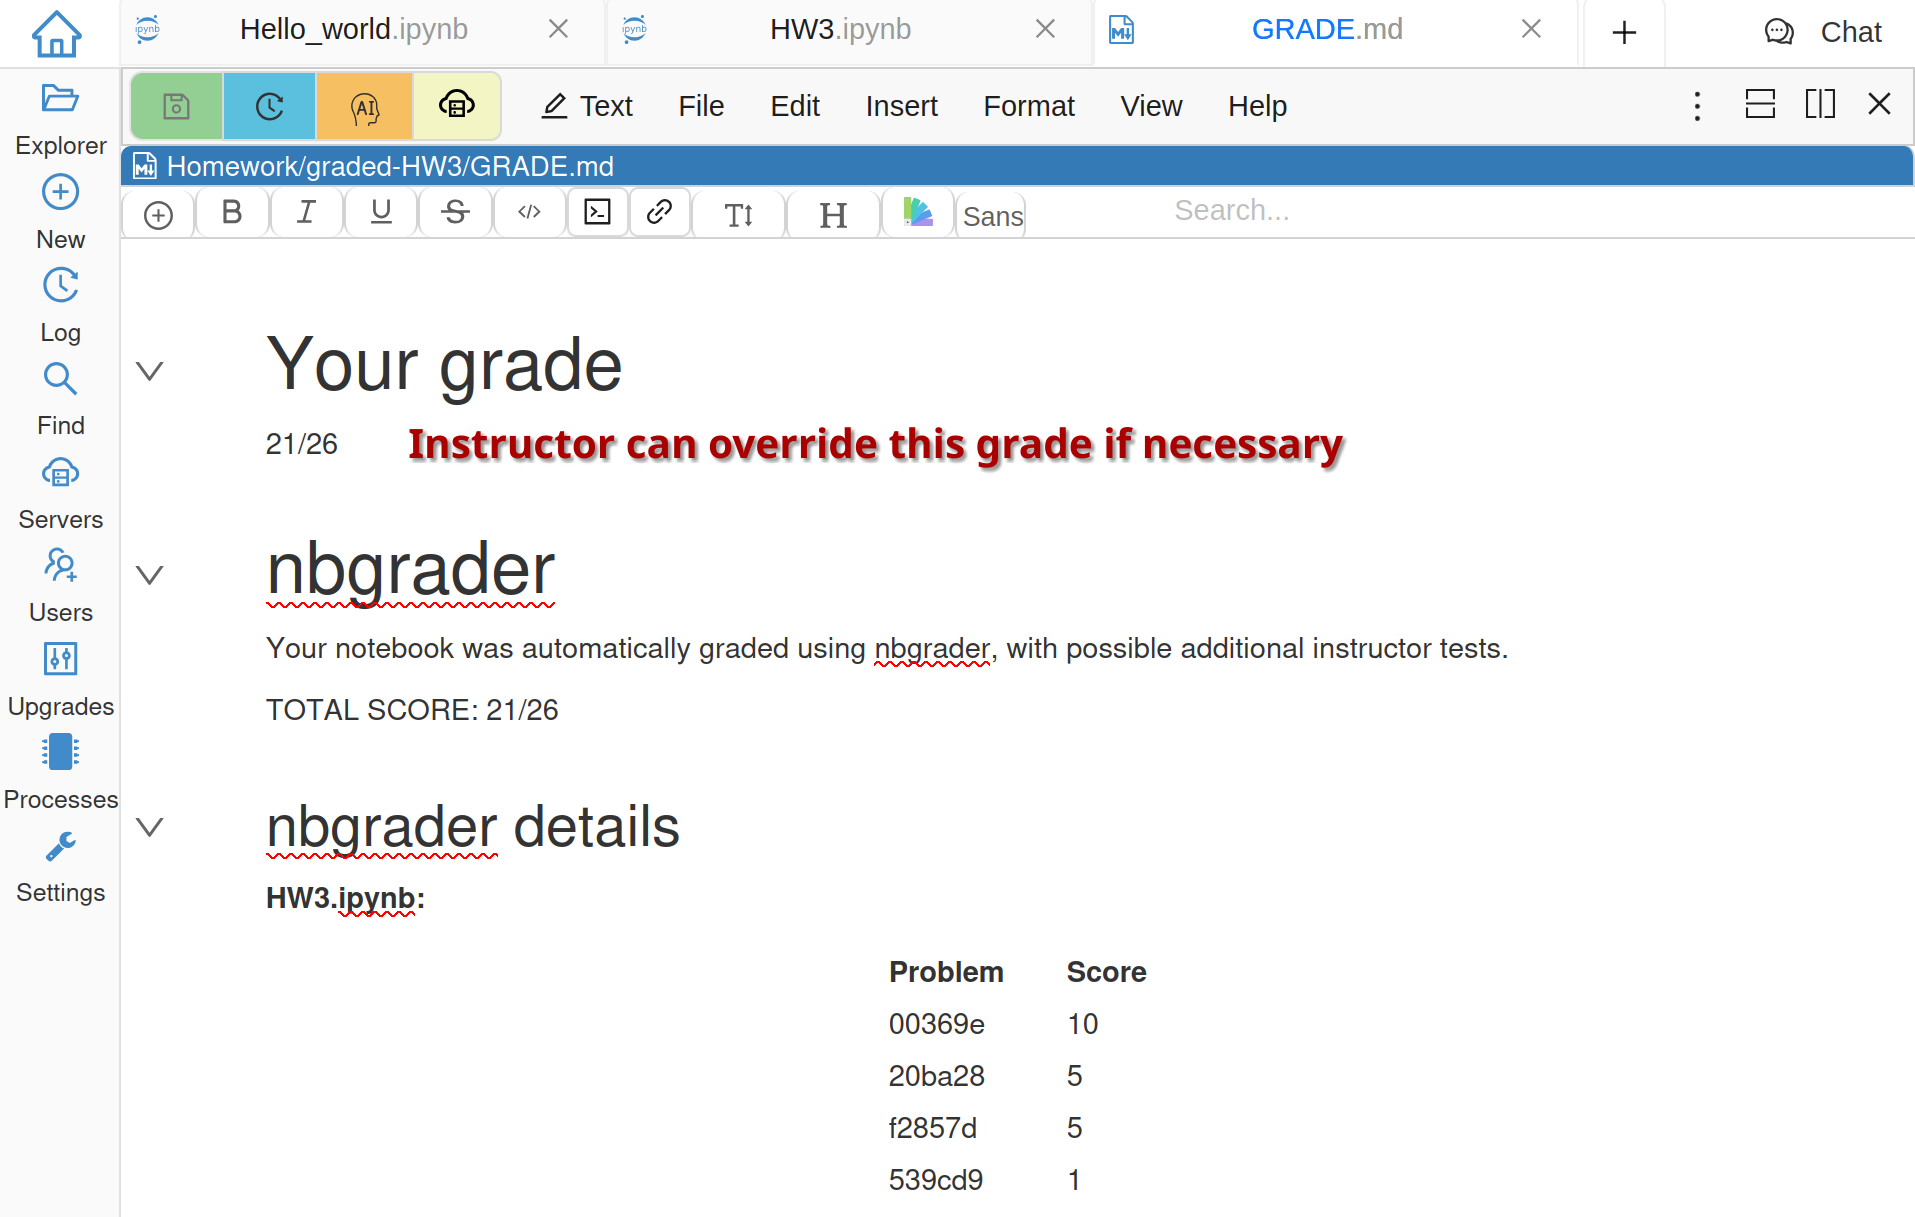 Hello_world.ipynb
HW3.ipynb
GRADE.md
Chat
Text File Edit Insert Format View Help
Homework/graded-HW3/GRADE.md
Sans
Search...
Explorer
New
Log
Find
Servers
Users
Upgrades
Processes
Settings
Your grade
21/26 Instructor can override this grade if necessary
nbgrader
Your notebook was automatically graded using nbgrader, with possible additional instructor tests.
TOTAL SCORE: 21/26
nbgrader details
HW3.ipynb:
Problem Score
00369e 10
20ba28 5
f2857d 5
539cd9 1